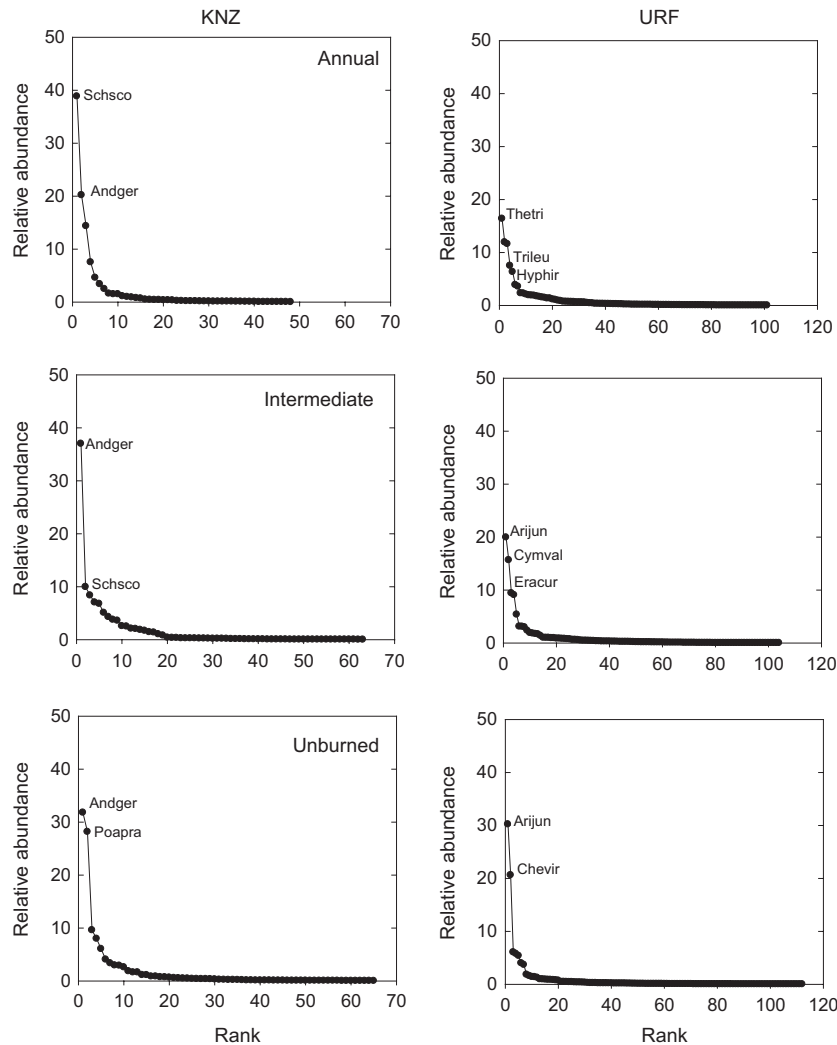 KNZ
URF
50
40
30
20
10
0
Relative abundance
Annual
Schsco
Andger
0 10 20 30 40 50 60 70
50
40
30
20
10
0
Relative abundance
Thetri
Trileu
Hyphir
0 20 40 60 80 100 120
50
40
30
20
10
0
Relative abundance
Intermediate
Andger
Schsco
0 10 20 30 40 50 60 70
50
40
30
20
10
0
Relative abundance
Arijun
Cymval
Eracur
0 20 40 60 80 100 120
50
40
30
20
10
0
Relative abundance
Unburned
Andger
Poapra
0 10 20 30 40 50 60 70
Rank
50
40
30
20
10
0
Relative abundance
Arijun
Chevir
0 20 40 60 80 100 120
Rank